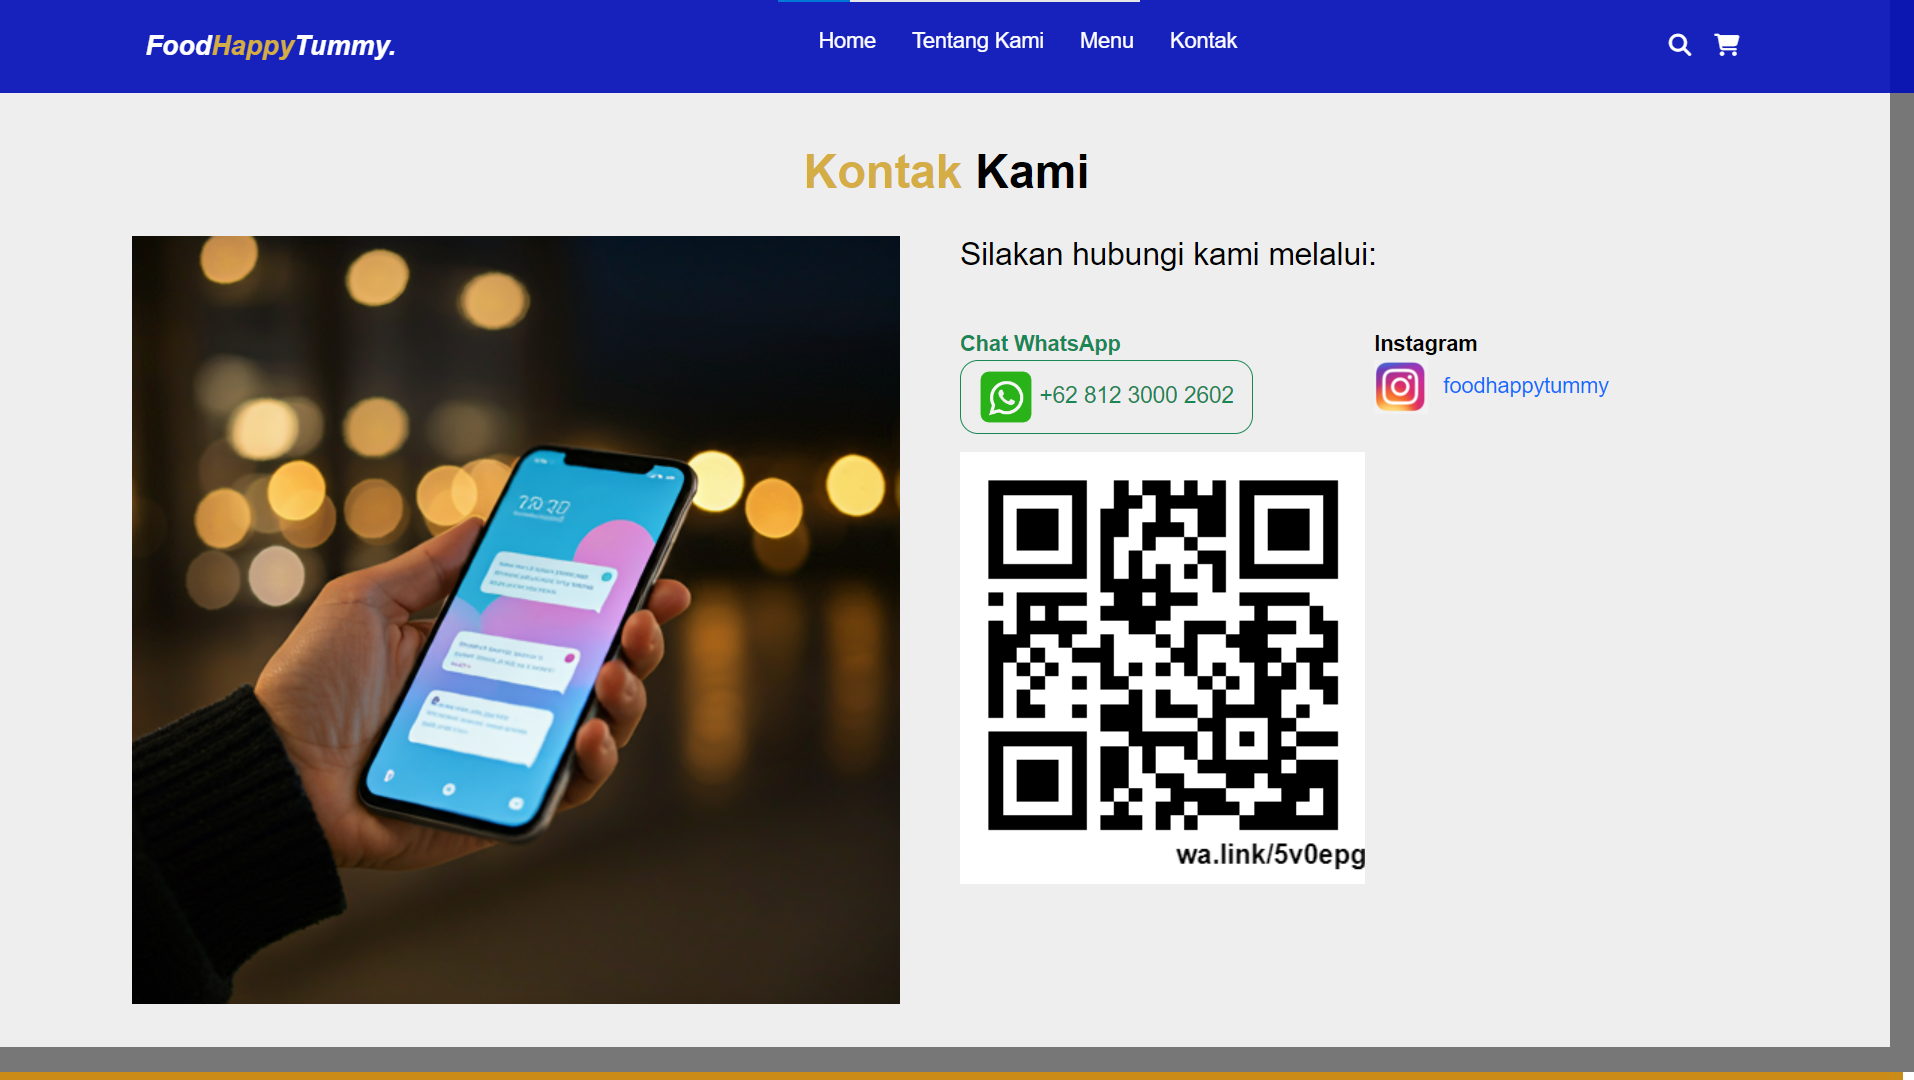 FoodHappyTummy.
Home Tentang Kami Menu Kontak
Kontak Kami
Silakan hubungi kami melalui:
Chat WhatsApp
+62 812 3000 2602
Instagram
foodhappytummy
wa.link/5v0epg